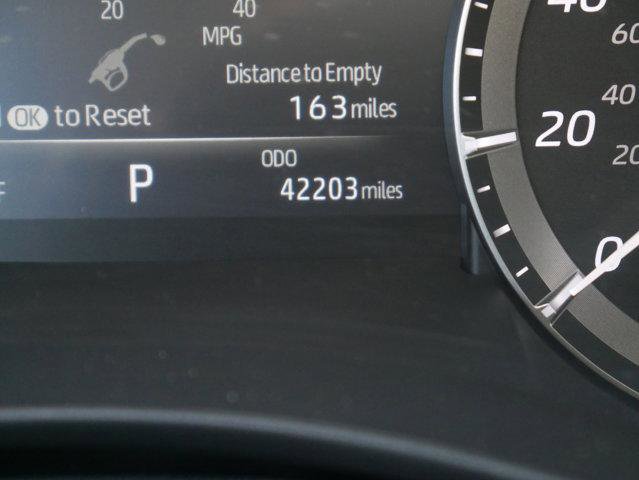 20 40
MPG
Distance to Empty
163 miles
OK to Reset
P
ODO
42203 miles
60
40
20
20
0